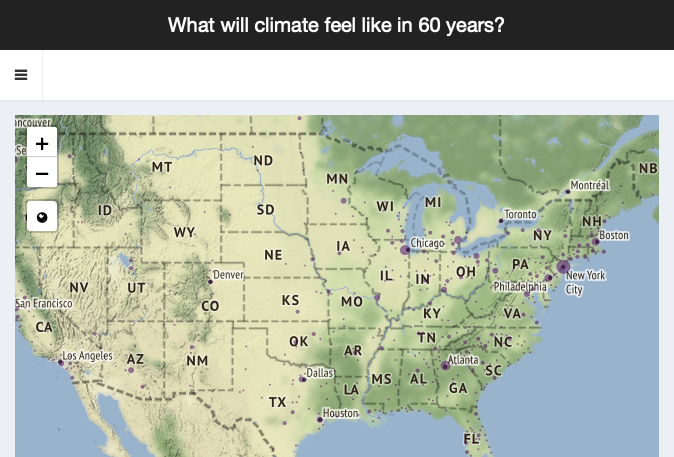 What will climate feel like in 60 years?
ancouver
+
Se
−
MT
ND
MN
NB
ID
SD
WI
MI
Montréal
WY
Toronto
NH
NE
IA
Chicago
NY
Boston
Denver
IL
IN
OH
PA
New York
City
NV
UT
CO
KS
MO
Philadelphia
San Francisco
KY
VA
CA
OK
TN
NC
Los Angeles
AZ
NM
AR
Atlanta
Dallas
MS
AL
SC
LA
GA
TX
Houston
FL